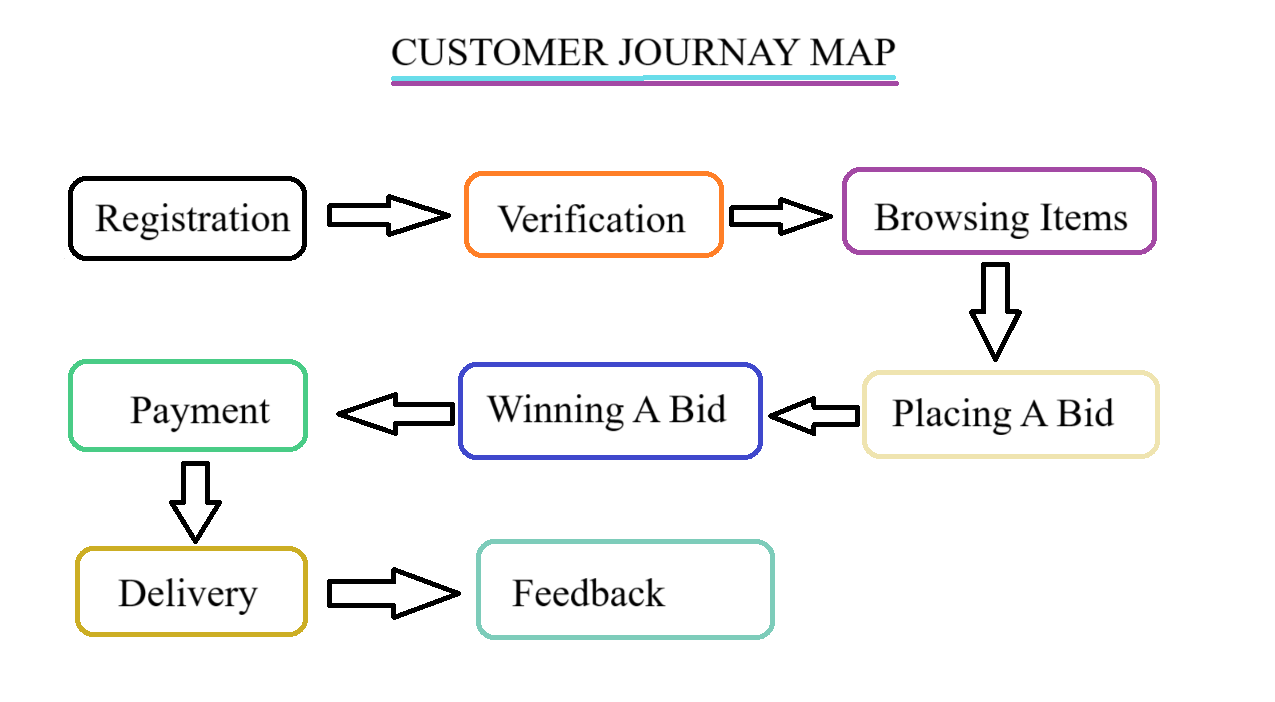 CUSTOMER JOURNAY MAP
Registration
Verification
Browsing Items
Placing A Bid
Winning A Bid
Payment
Delivery
Feedback